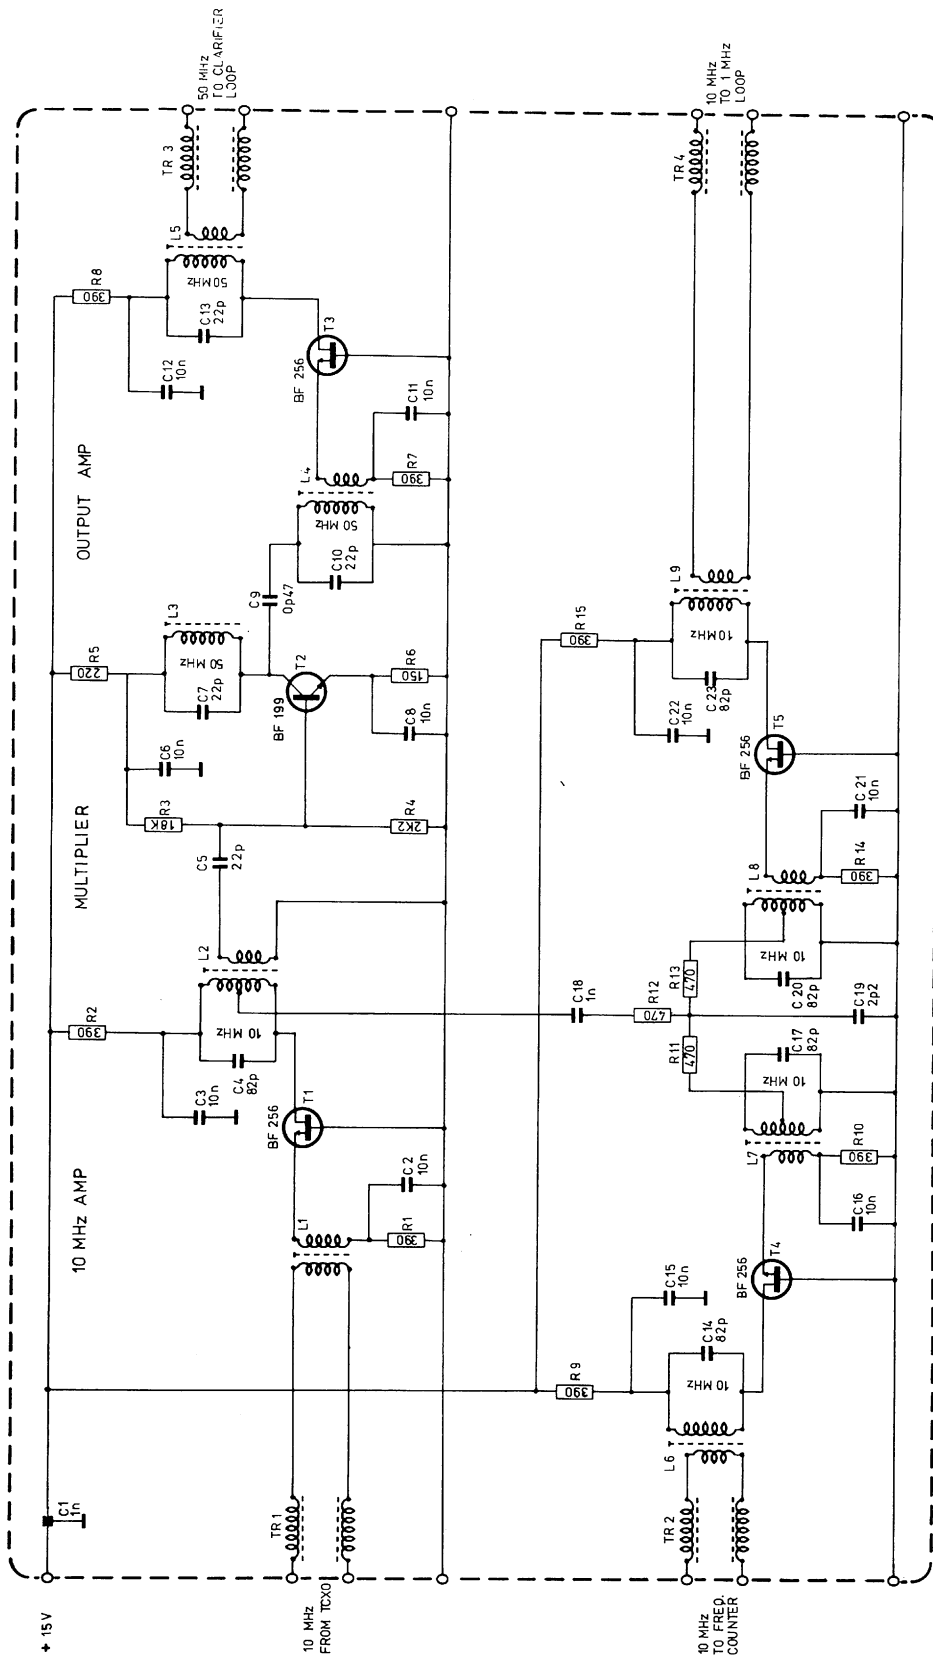 + 15V
C1
1n
10 MHz AMP
MULTIPLIER
OUTPUT AMP
R2
390
C3
10n
C4
82p
10 MHz
L2
T1
BF 256
10 MHz
FROM TCXO
TR1
L1
R1
390
C2
10n
C5
2.2p
R3
18K
R4
2K2
C6
10n
R5
220
C7
22p
50 MHz
L3
T2
BF 199
C8
10n
R6
150
C9
0p47
C10
22p
50 MHz
L4
R7
390
C11
10n
T3
BF 256
C12
10n
R8
390
C13
22p
50MHz
L5
TR 3
50 MHz
TO CLARIFIER
LOOP
10 MHz
TO FREQ.
COUNTER
TR2
L6
10 MHz
C14
82p
R9
390
C15
10n
T4
BF 256
C16
10n
R10
390
L7
10 MHz
C17
82p
R11
470
C18
1n
R12
470
R13
470
C19
2p2
C20
82p
10 MHz
L8
R14
390
C21
10n
T5
BF 256
C22
10n
R15
390
C23
82p
10MHz
L9
TR4
10 MHz
TO 1 MHz
LOOP